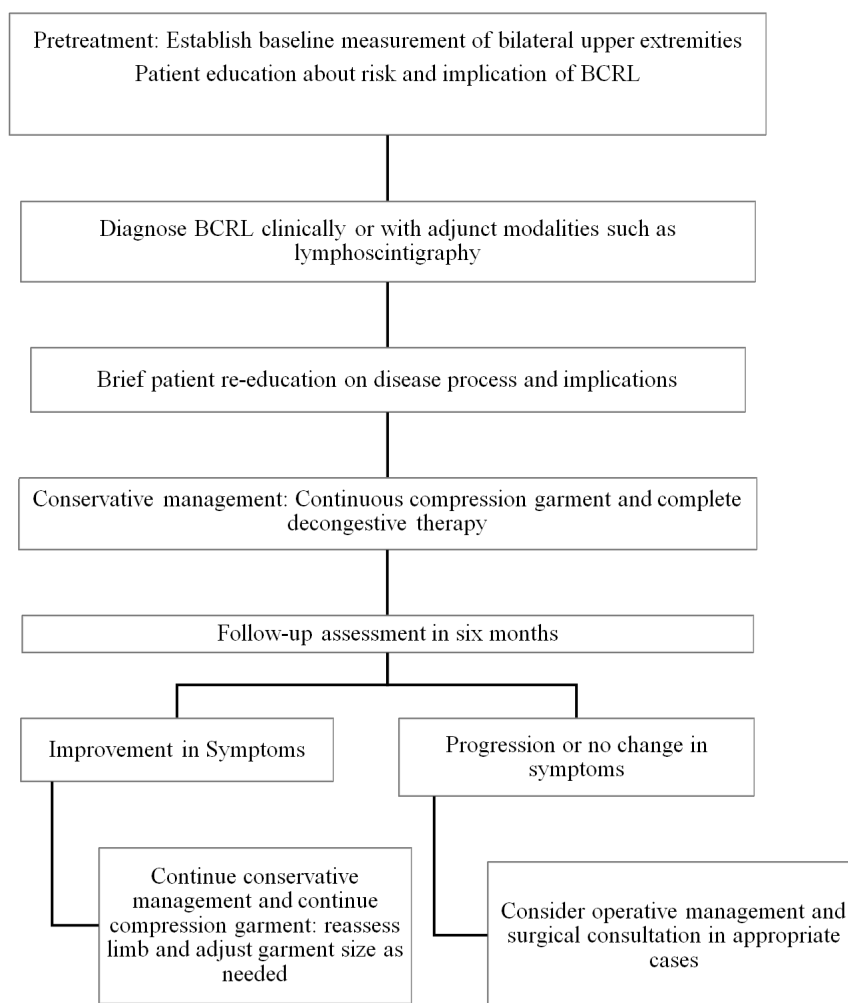 Pretreatment: Establish baseline measurement of bilateral upper extremities
Patient education about risk and implication of BCRL
Diagnose BCRL clinically or with adjunct modalities such as
lymphoscintigraphy
Brief patient re-education on disease process and implications
Conservative management: Continuous compression garment and complete
decongestive therapy
Follow-up assessment in six months
Improvement in Symptoms
Progression or no change in
symptoms
Continue conservative
management and continue
compression garment: reassess
limb and adjust garment size as
needed
Consider operative management and
surgical consultation in appropriate
cases